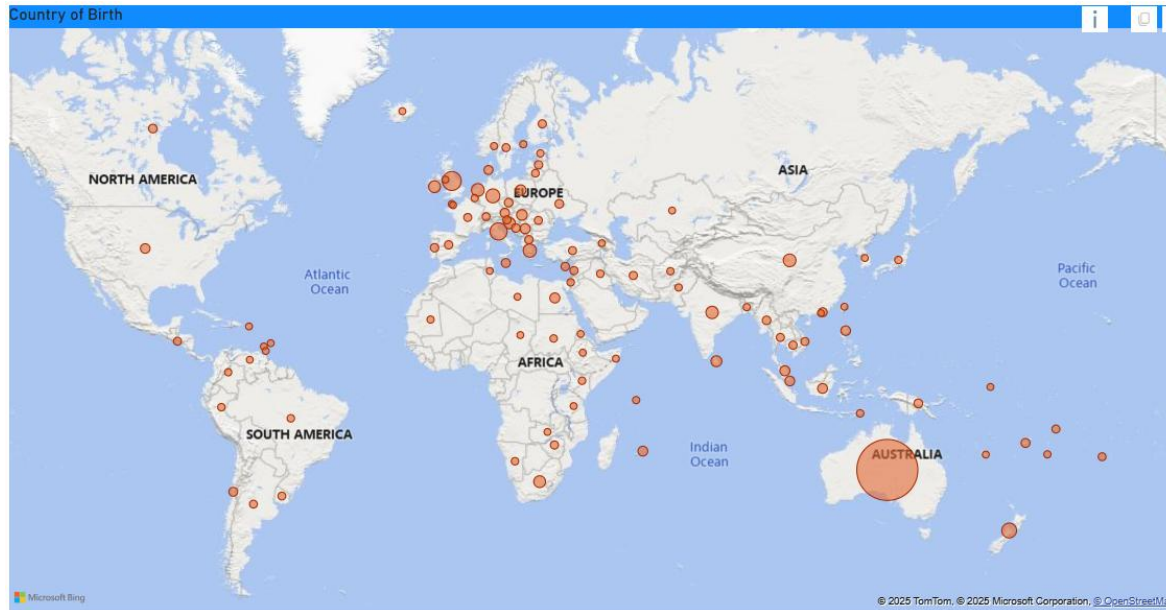 Country of Birth
i
NORTH AMERICA
EUROPE
ASIA
Atlantic
Ocean
Pacific
Ocean
AFRICA
SOUTH AMERICA
Indian
Ocean
AUSTRALIA
Microsoft Bing
© 2025 TomTom, © 2025 Microsoft Corporation, © OpenStreetM